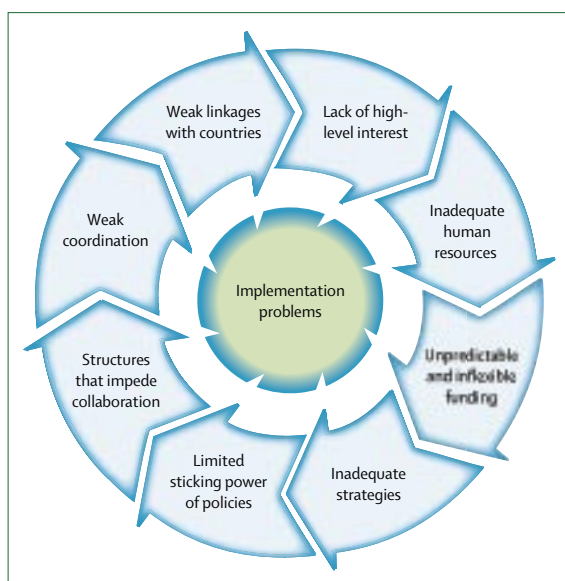 Weak linkages
with countries
Lack of high-
level interest
Inadequate
human
resources
Unpredictable
and inflexible
funding
Inadequate
strategies
Limited
sticking power
of policies
Structures
that impede
collaboration
Weak
coordination
Implementation
problems